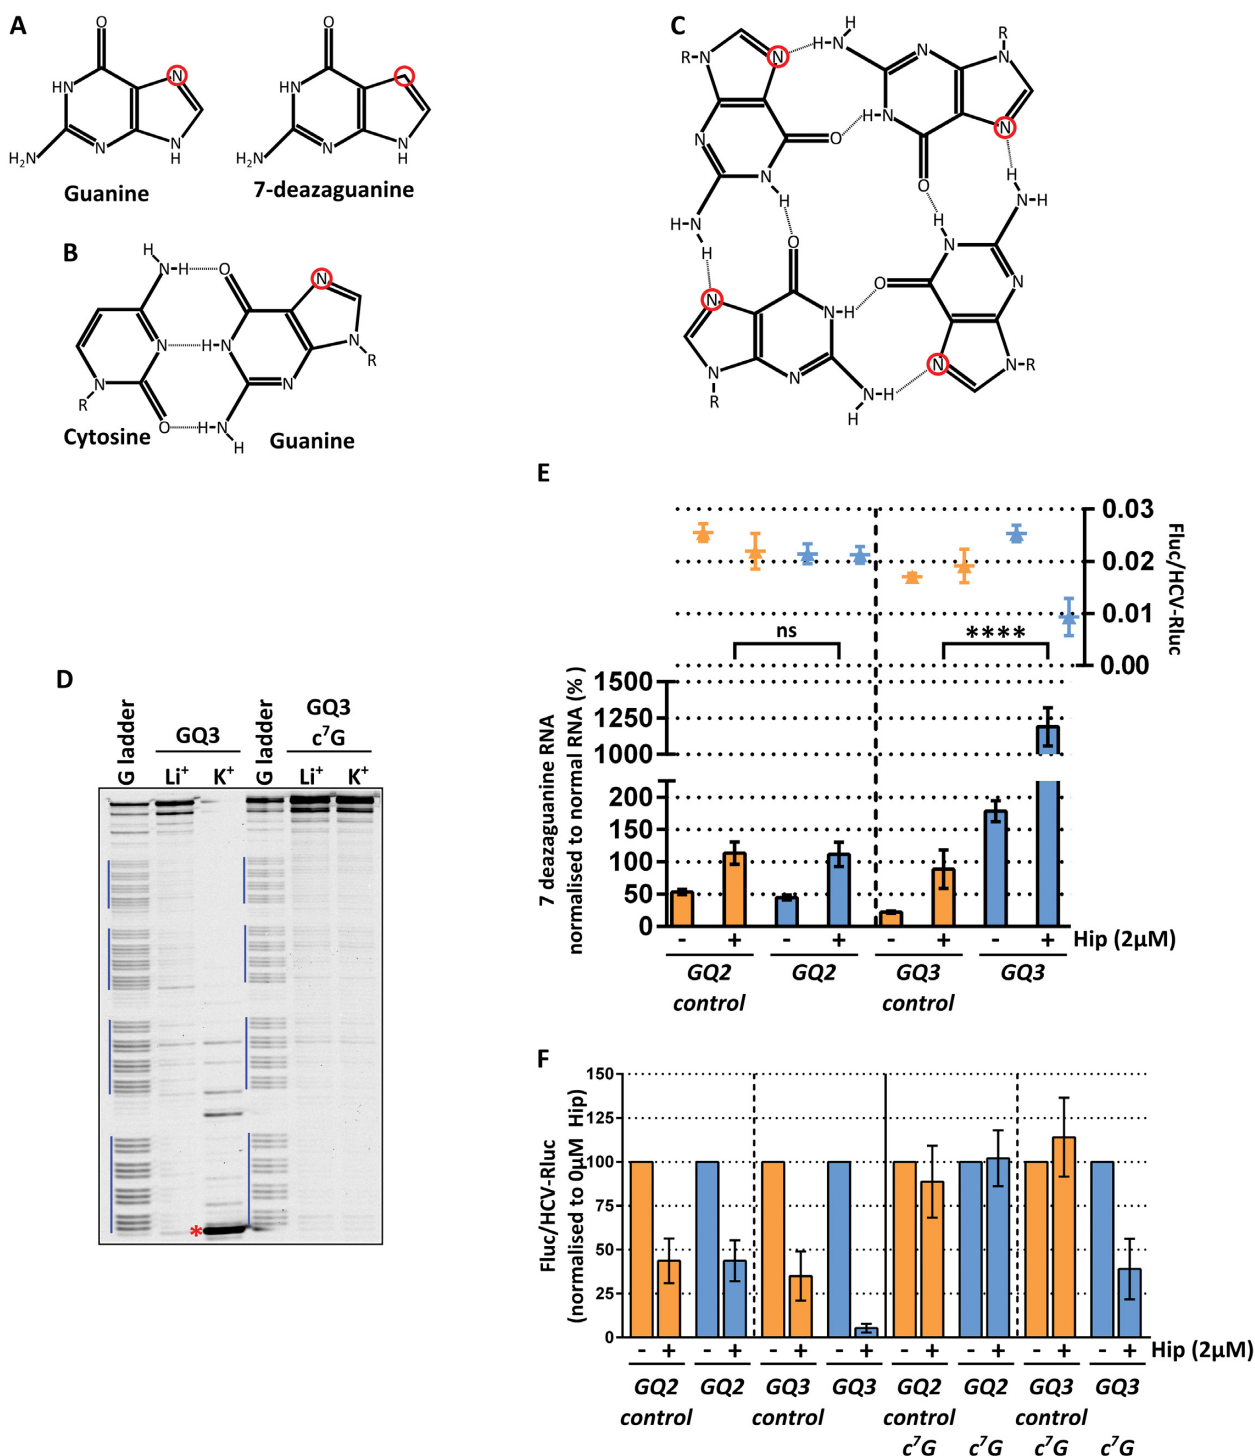 A
O
HN
N
H₂N
N
N
H
Guanine
O
HN
H₂N
N
N
H
7-deazaguanine
B
H
N-H
O
N
N
H-N
N
N
R
N
R
O
H-N
H
Cytosine
Guanine
C
R-N
N
H-N
H
N
R
N
N
O
H-N
N
N
H
O
H
H-N
H
N-H
H
O
H
N
N
N
N-H
O
N
N-R
N
R
N
N-H
H
D
G ladder
GQ3
Li⁺
K⁺
G ladder
GQ3
c⁷G
Li⁺
K⁺
*
E
0.03
0.02
0.01
0.00
Fluc/HCV-Rluc
ns
****
7 deazaguanine RNA
normalised to normal RNA (%)
1500
1250
1000
200
150
100
50
0
- + - + - + - + Hip (2µM)
GQ2 GQ2 GQ3 GQ3
control control
F
Fluc/HCV-Rluc
(normalised to 0µM Hip)
150
125
100
75
50
25
0
- + - + - + - + - + - + - + - + Hip (2µM)
GQ2 GQ2 GQ3 GQ3 GQ2 GQ2 GQ3 GQ3
control control control control
c⁷G c⁷G c⁷G c⁷G